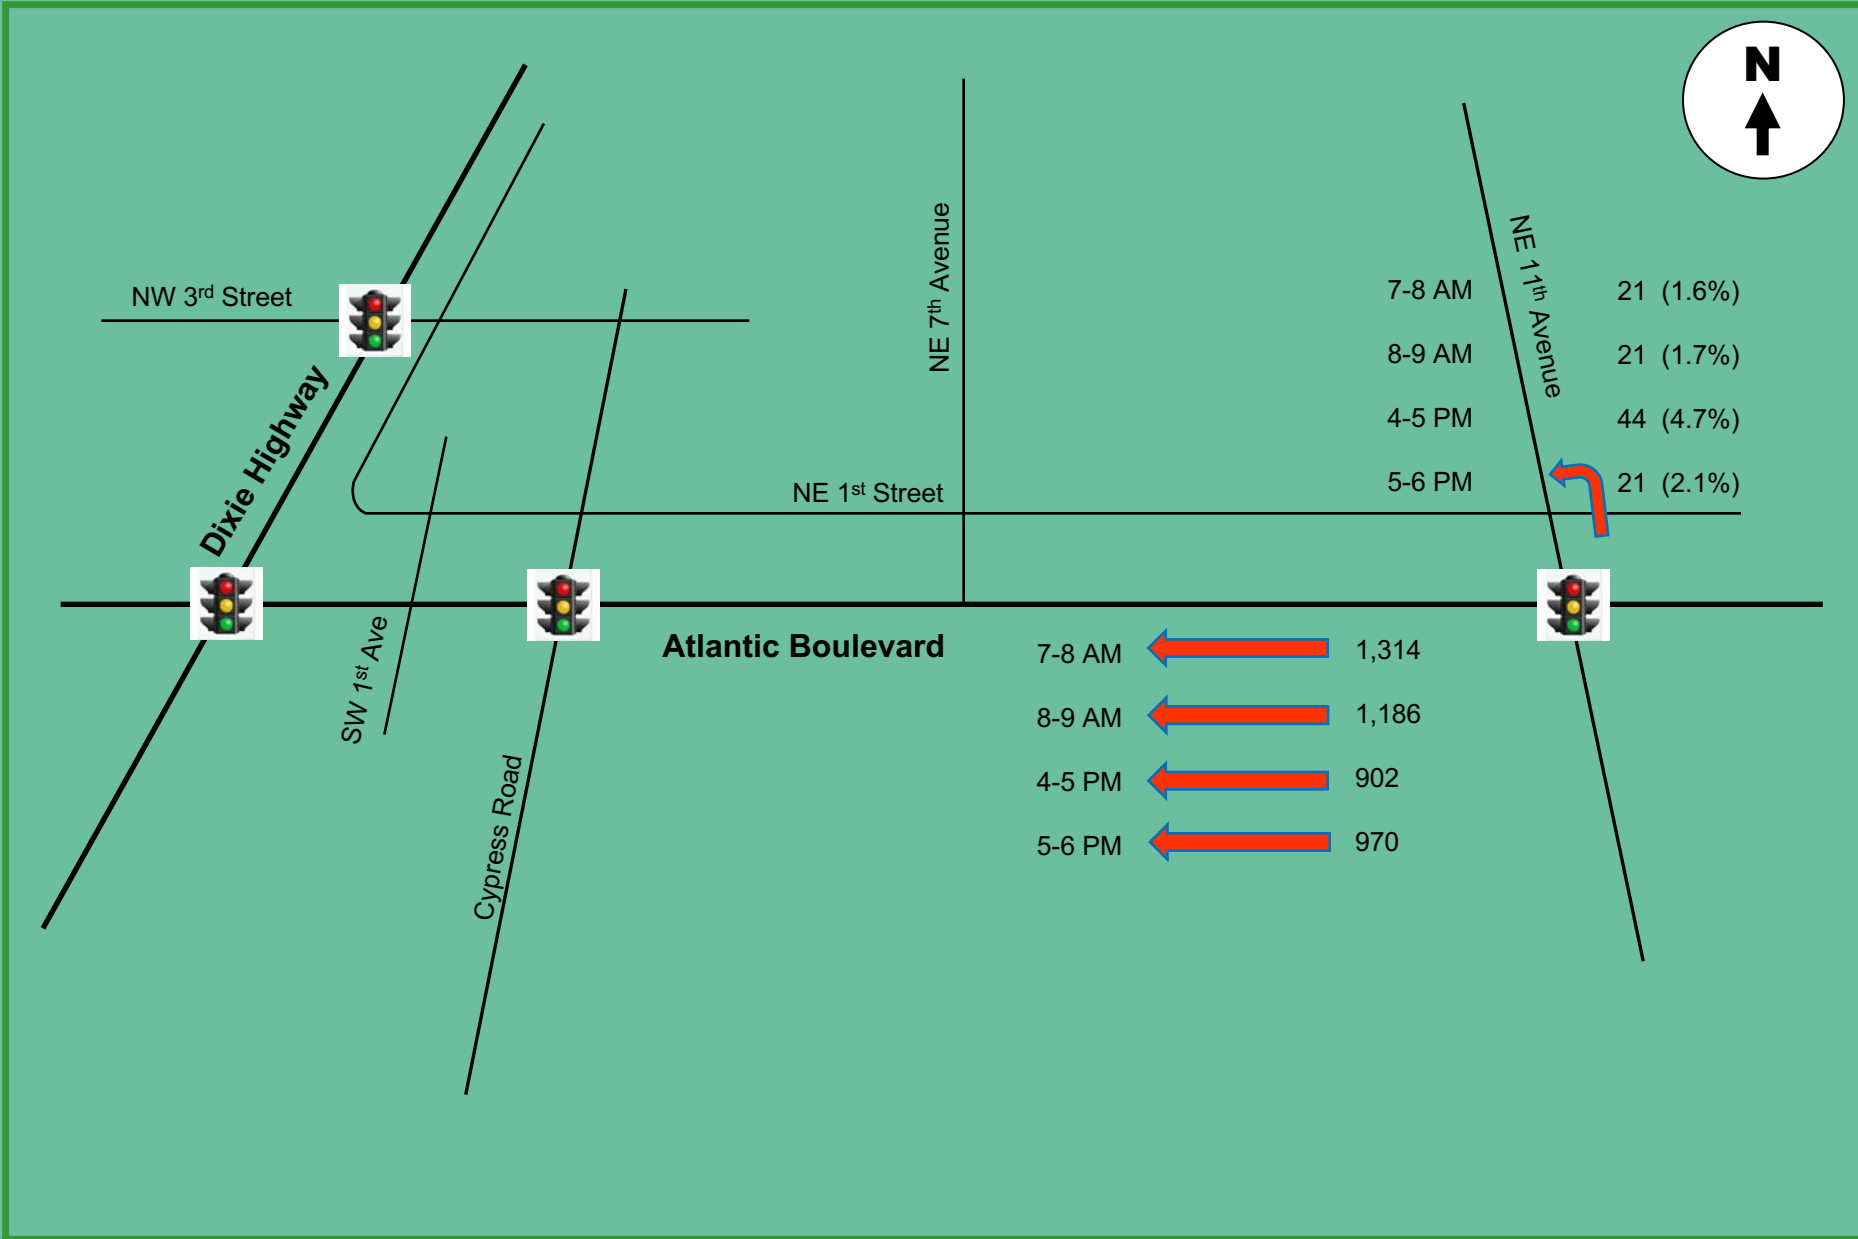 N
NW 3rd Street
NE 7th Avenue
NE 11th Avenue
7-8 AM 21 (1.6%)
8-9 AM 21 (1.7%)
4-5 PM 44 (4.7%)
5-6 PM 21 (2.1%)
Dixie Highway
NE 1st Street
SW 1st Ave
Cypress Road
Atlantic Boulevard
7-8 AM 1,314
8-9 AM 1,186
4-5 PM 902
5-6 PM 970